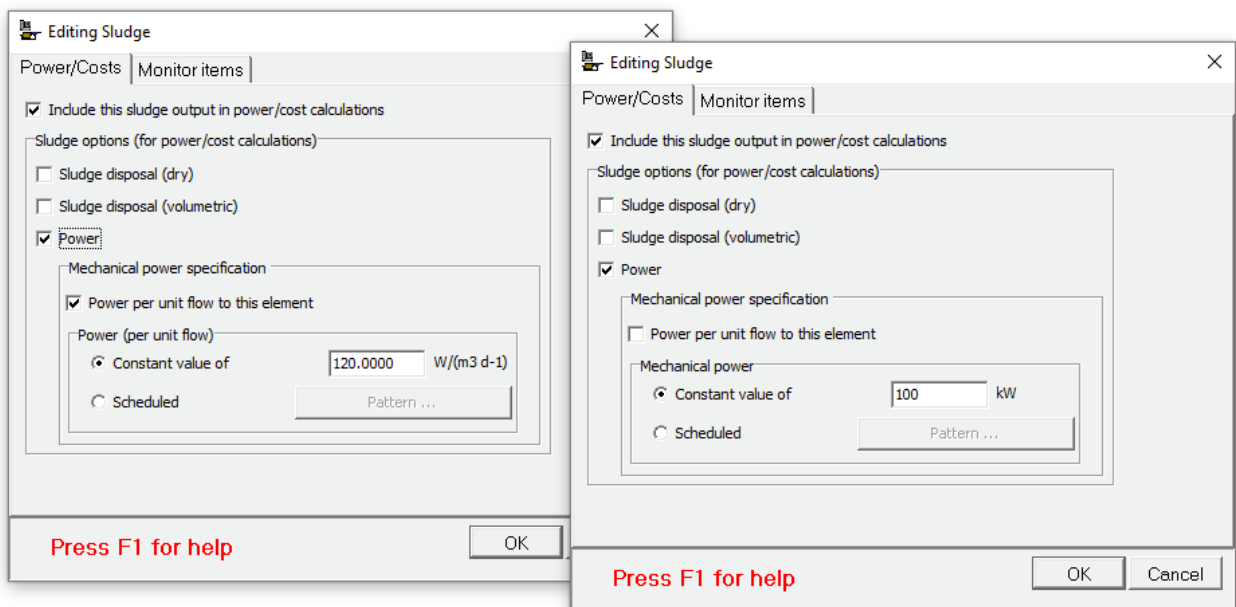 Editing Sludge
Power/Costs Monitor items
Include this sludge output in power/cost calculations
Sludge options (for power/cost calculations)
Sludge disposal (dry)
Sludge disposal (volumetric)
Power
Mechanical power specification
Power per unit flow to this element
Power (per unit flow)
Constant value of 120.0000 W/(m3 d-1)
Scheduled Pattern ...
Press F1 for help OK
Editing Sludge
Power/Costs Monitor items
Include this sludge output in power/cost calculations
Sludge options (for power/cost calculations)
Sludge disposal (dry)
Sludge disposal (volumetric)
Power
Mechanical power specification
Power per unit flow to this element
Mechanical power
Constant value of 100 kW
Scheduled Pattern ...
Press F1 for help OK Cancel